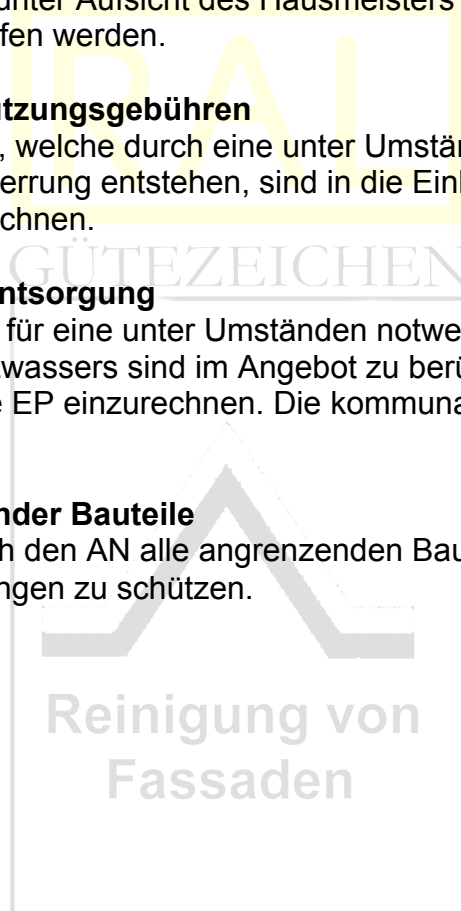 unter Aufsicht des Hausmeisters
fen werden.
tzungsgebühren
, welche durch eine unter Umstän
errung entstehen, sind in die Ein
chnen.
GÜTEZEICHEN
ntsorgung
für eine unter Umständen notwe
wassers sind im Angebot zu berü
EP einzurechnen. Die kommuna
nder Bauteile
h den AN alle angrenzenden Bau
ngen zu schützen.
RAL
Reinigung von
Fassaden